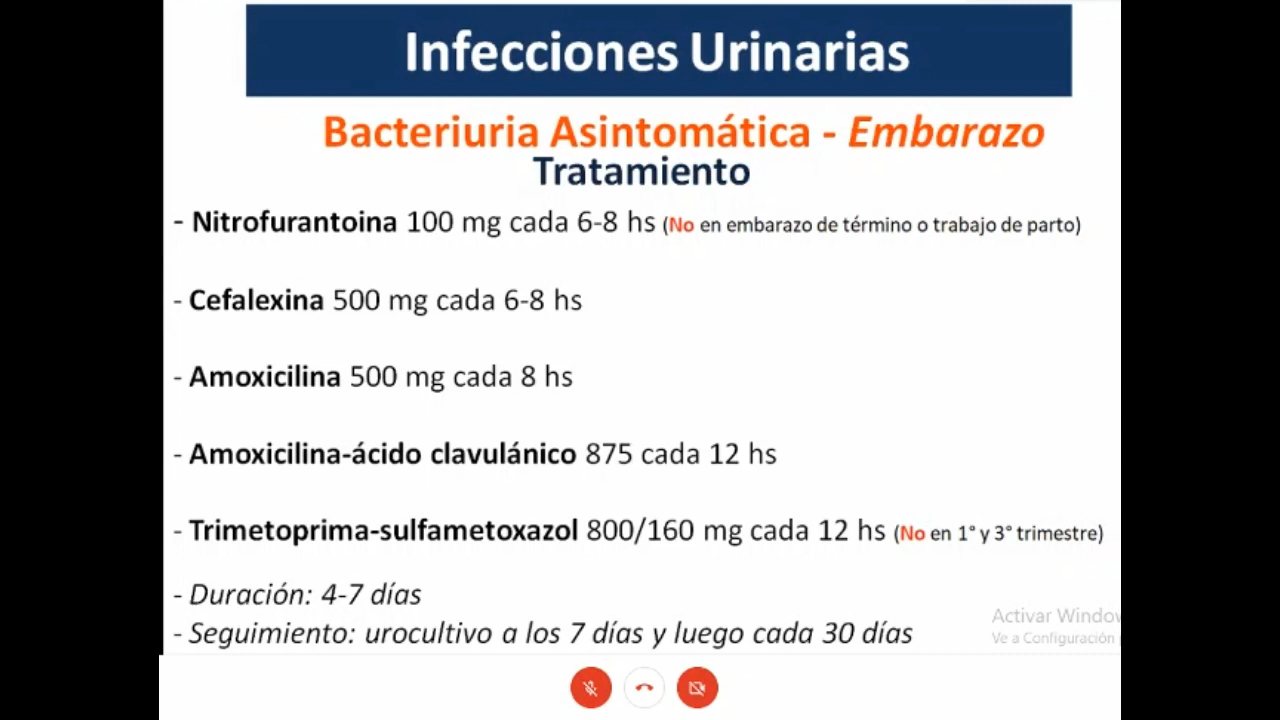 Infecciones Urinarias
Bacteriuria Asintomática - Embarazo
Tratamiento
- Nitrofurantoina 100 mg cada 6-8 hs (No en embarazo de término o trabajo de parto)
- Cefalexina 500 mg cada 6-8 hs
- Amoxicilina 500 mg cada 8 hs
- Amoxicilina-ácido clavulánico 875 cada 12 hs
- Trimetoprima-sulfametoxazol 800/160 mg cada 12 hs (No en 1° y 3° trimestre)
- Duración: 4-7 días
- Seguimiento: urocultivo a los 7 días y luego cada 30 días
Activar Window
Ve a Configuración